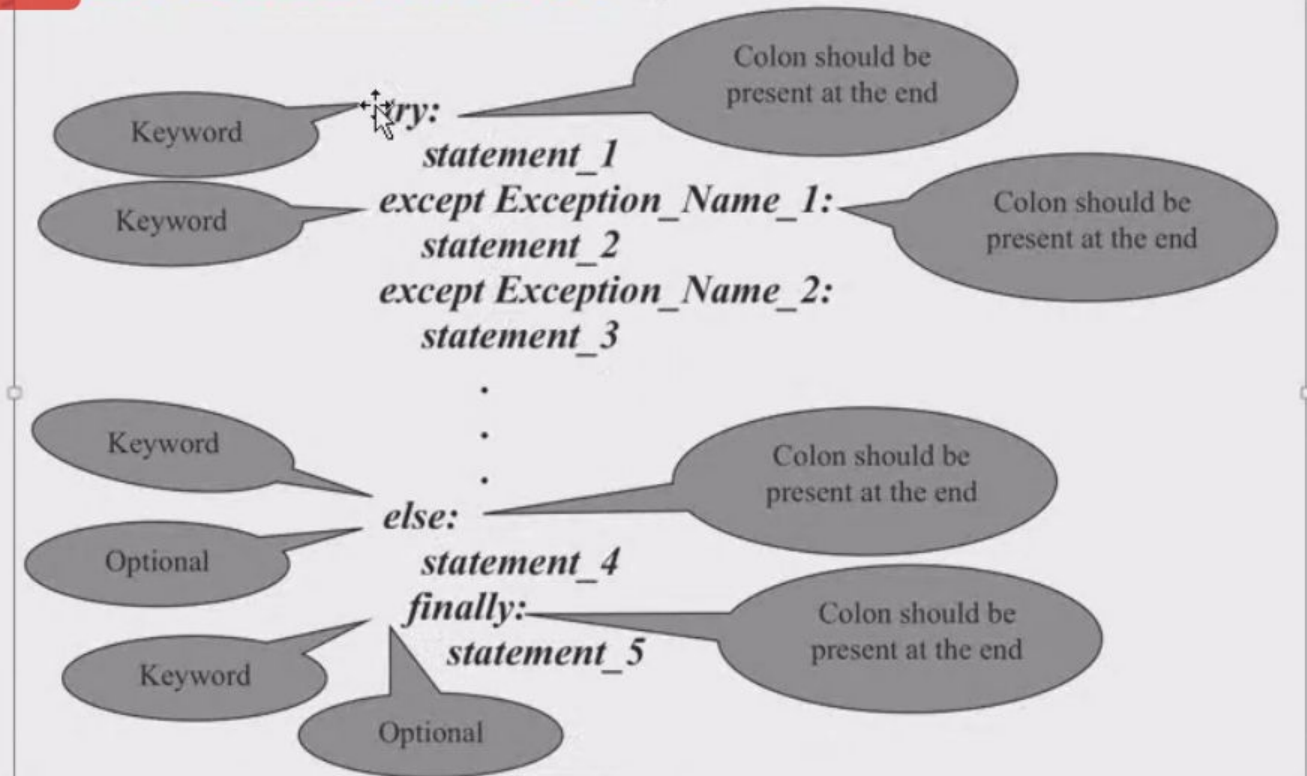 Colon should be
present at the end
Keyword
try:
statement_1
Keyword
except Exception_Name_1:
Colon should be
present at the end
statement_2
except Exception_Name_2:
statement_3
.
.
.
Keyword
Colon should be
present at the end
else:
Optional
statement_4
finally:
Colon should be
present at the end
Keyword
statement_5
Optional